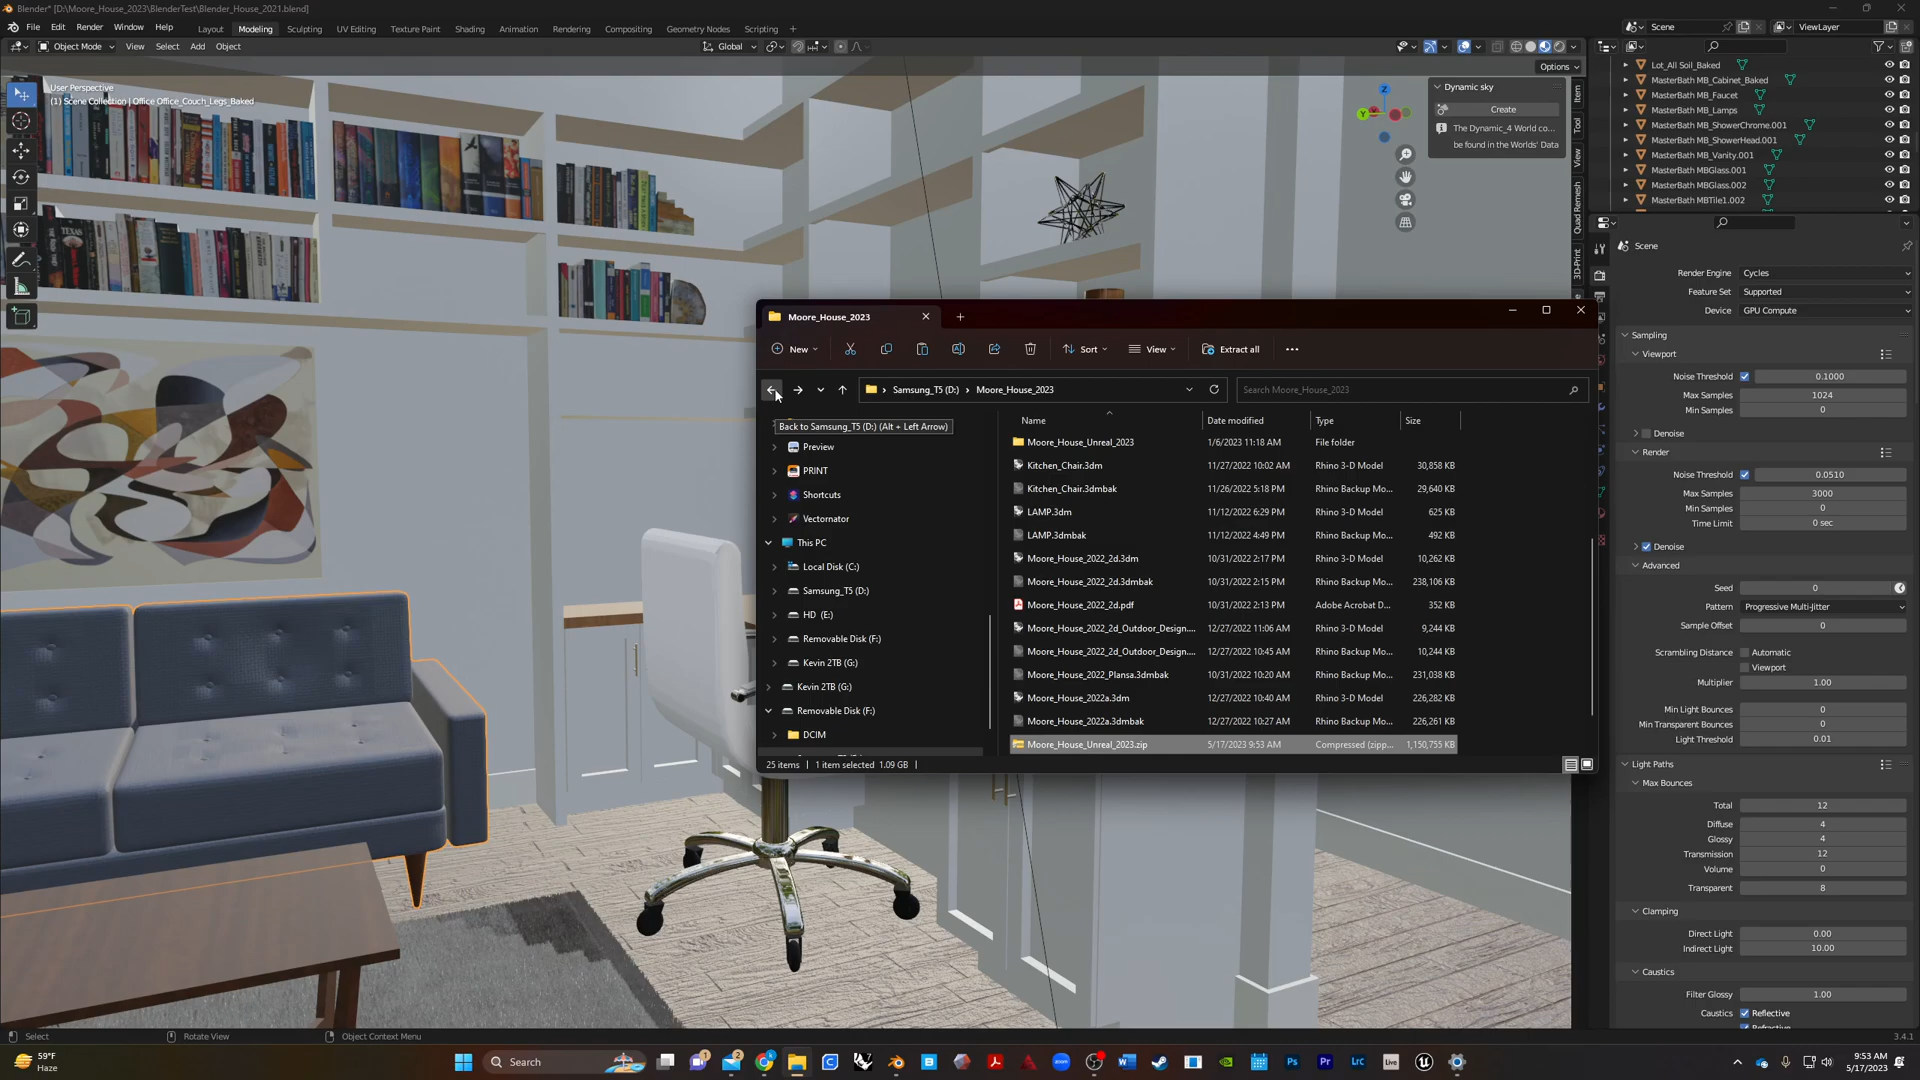 Blender* [D:\Moore_House_2023\BlenderTest\Blender_House_2021.blend]
File Edit Render Window Help Layout Modeling Sculpting UV Editing Texture Paint Shading Animation Rendering Compositing Geometry Nodes Scripting + Scene ViewLayer
Object Mode View Select Add Object Global
Options
User Perspective
(1) Scene Collection | Office Office_Couch_Legs_Baked
Dynamic sky
Create
The Dynamic_4 World co...
be found in the Worlds' Data
Item
Tool
View
Quad Remesh
3D-Print
Lot_All Soil_Baked
MasterBath MB_Cabinet_Baked
MasterBath MB_Faucet
MasterBath MB_Lamps
MasterBath MB_ShowerChrome.001
MasterBath MB_ShowerHead.001
MasterBath MB_Vanity.001
MasterBath MBGlass.001
MasterBath MBGlass.002
MasterBath MBTile1.002
Scene
Render Engine Cycles
Feature Set Supported
Device GPU Compute
Sampling
Viewport
Noise Threshold 0.1000
Max Samples 1024
Min Samples 0
Denoise
Render
Noise Threshold 0.0510
Max Samples 3000
Min Samples 0
Time Limit 0 sec
Denoise
Advanced
Seed 0
Pattern Progressive Multi-Jitter
Sample Offset 0
Scrambling Distance Automatic
Viewport
Multiplier 1.00
Min Light Bounces 0
Min Transparent Bounces 0
Light Threshold 0.01
Light Paths
Max Bounces
Total 12
Diffuse 4
Glossy 4
Transmission 12
Volume 0
Transparent 8
Clamping
Direct Light 0.00
Indirect Light 10.00
Caustics
Filter Glossy 1.00
Caustics Reflective
Refractive
Moore_House_2023
New Sort View Extract all
Samsung_T5 (D:) Moore_House_2023 Search Moore_House_2023
Back to Samsung_T5 (D:) (Alt + Left Arrow)
Preview
PRINT
Shortcuts
Vectornator
This PC
Local Disk (C:)
Samsung_T5 (D:)
HD (E:)
Removable Disk (F:)
Kevin 2TB (G:)
Kevin 2TB (G:)
Removable Disk (F:)
DCIM
Name Date modified Type Size
Moore_House_Unreal_2023 1/6/2023 11:18 AM File folder
Kitchen_Chair.3dm 11/27/2022 10:02 AM Rhino 3-D Model 30,858 KB
Kitchen_Chair.3dmbak 11/26/2022 5:18 PM Rhino Backup Mo... 29,640 KB
LAMP.3dm 11/12/2022 6:29 PM Rhino 3-D Model 625 KB
LAMP.3dmbak 11/12/2022 4:49 PM Rhino Backup Mo... 492 KB
Moore_House_2022_2d.3dm 10/31/2022 2:17 PM Rhino 3-D Model 10,262 KB
Moore_House_2022_2d.3dmbak 10/31/2022 2:15 PM Rhino Backup Mo... 238,106 KB
Moore_House_2022_2d.pdf 10/31/2022 2:13 PM Adobe Acrobat D... 352 KB
Moore_House_2022_2d_Outdoor_Design.... 12/27/2022 11:06 AM Rhino 3-D Model 9,244 KB
Moore_House_2022_2d_Outdoor_Design.... 12/27/2022 10:45 AM Rhino Backup Mo... 10,244 KB
Moore_House_2022_Plansa.3dmbak 10/31/2022 10:20 AM Rhino Backup Mo... 231,038 KB
Moore_House_2022a.3dm 12/27/2022 10:40 AM Rhino 3-D Model 226,282 KB
Moore_House_2022a.3dmbak 12/27/2022 10:27 AM Rhino Backup Mo... 226,261 KB
Moore_House_Unreal_2023.zip 5/17/2023 9:53 AM Compressed (zipp... 1,150,755 KB
25 items 1 item selected 1.09 GB
TEXAS
Select Rotate View Object Context Menu 3.4.1
59°F
Haze
Search
9:53 AM
5/17/2023